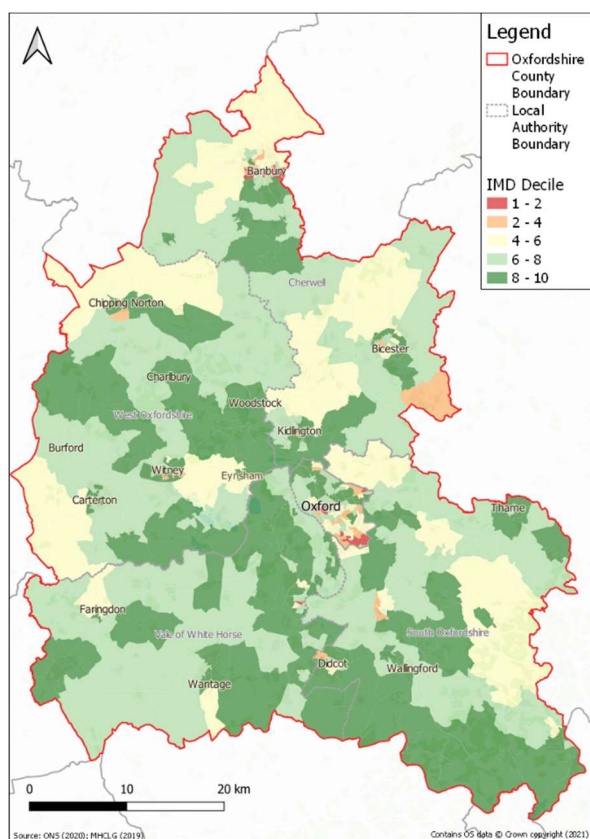 Legend
Oxfordshire
County
Boundary
Local
Authority
Boundary
IMD Decile
1 - 2
2 - 4
4 - 6
6 - 8
8 - 10
Banbury
Cherwell
Chipping Norton
Bicester
Charlbury
Woodstock
West Oxfordshire
Kidlington
Burford
Witney
Eynsham
Carterton
Oxford
Thame
Faringdon
Vale of White Horse
South Oxfordshire
Didcot
Wallingford
Wantage
0 10 20 km
Source: ONS (2020); MHCLG (2019)
Contains OS data © Crown copyright (2021)